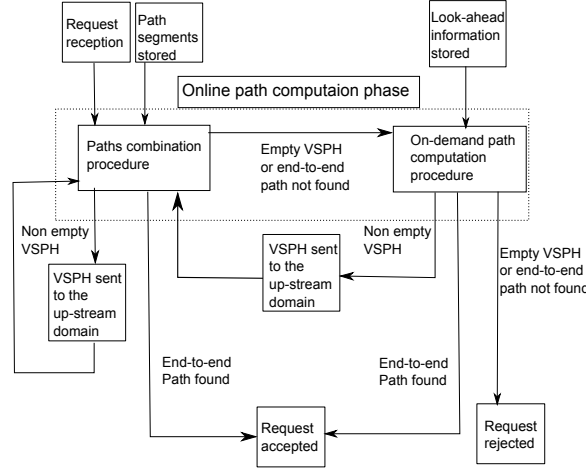 Request
reception
Path
segments
stored
Look-ahead
information
stored
Online path computaion phase
Paths combination
procedure
Empty VSPH
or end-to-end
path not found
On-demand path
computation
procedure
Non empty
VSPH
VSPH sent
to the
up-stream
domain
VSPH sent
to the
up-stream
domain
Non empty
VSPH
Empty VSPH
or end-to-end
path not found
End-to-end
Path found
End-to-end
Path found
Request
accepted
Request
rejected